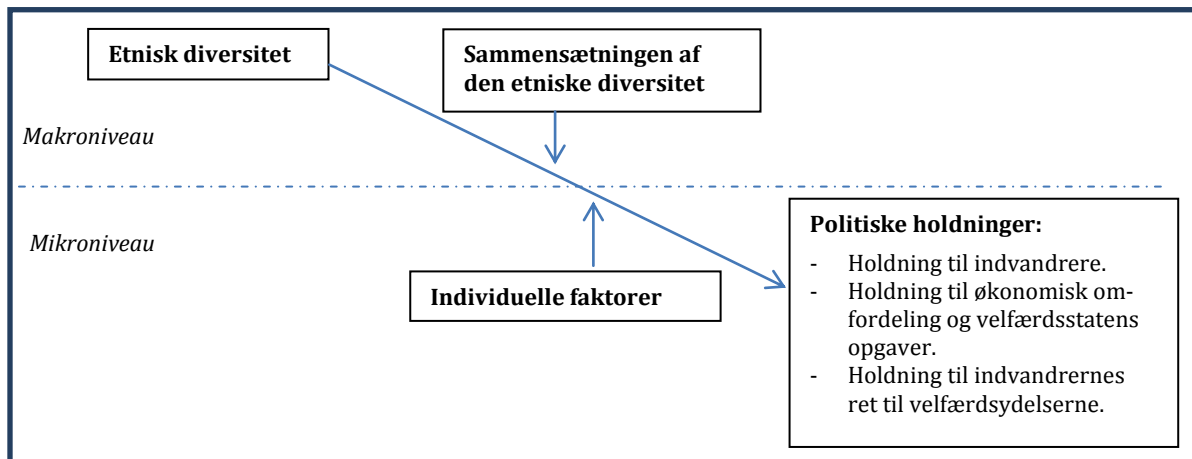 Etnisk diversitet
Sammensætningen af
den etniske diversitet
Makroniveau
Mikroniveau
Individuelle faktorer
Politiske holdninger:
- Holdning til indvandrere.
- Holdning til økonomisk om-
fordeling og velfærdsstatens
opgaver.
- Holdning til indvandrernes
ret til velfærdsydelserne.